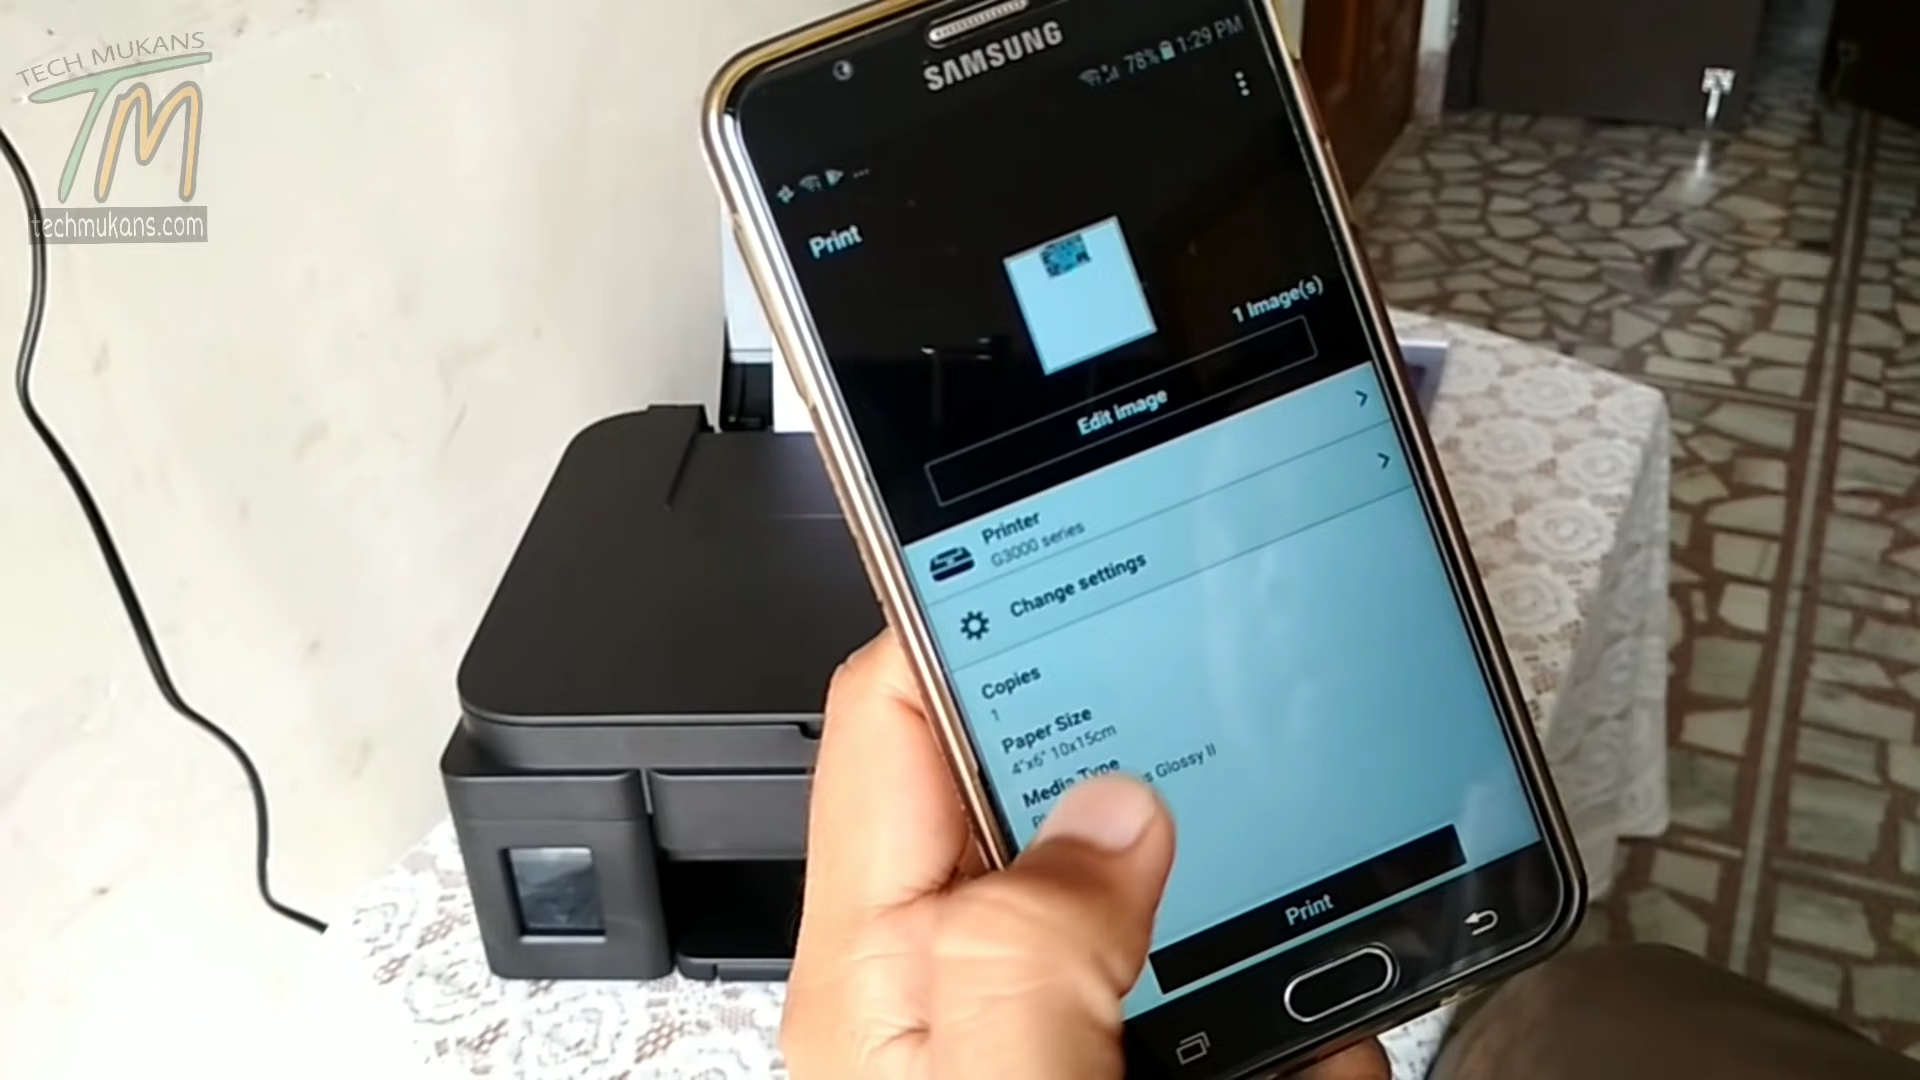 TECH MUKANS
TM
techmukans.com
SAMSUNG
78% 1:29 PM
Print
1 Image(s)
Edit image
Printer
G3000 series
Change settings
Copies
1
Paper Size
4"x6" 10x15cm
Media Type
Glossy II
Print